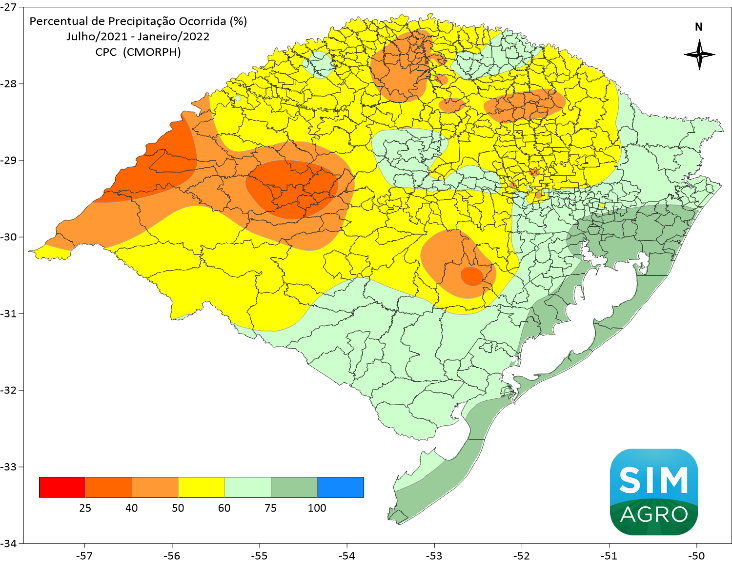 Percentual de Precipitação Ocorrida (%)
Julho/2021 - Janeiro/2022
CPC (CMORPH)
N
-27
-28
-29
-30
-31
-32
-33
-34
25 40 50 60 75 100
SIM
AGRO
-57 -56 -55 -54 -53 -52 -51 -50